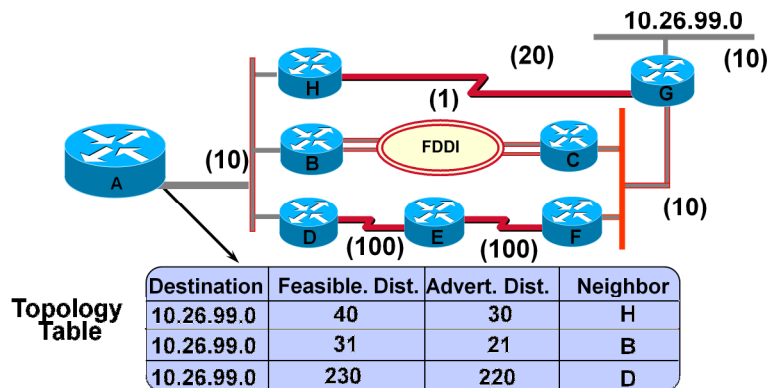 10.26.99.0
(20)
(10)
H
G
(1)
(10)
A
B
FDDI
C
D
E
F
(100)
(100)
(10)
Topology
Table
Destination Feasible. Dist. Advert. Dist. Neighbor
10.26.99.0 40 30 H
10.26.99.0 31 21 B
10.26.99.0 230 220 D